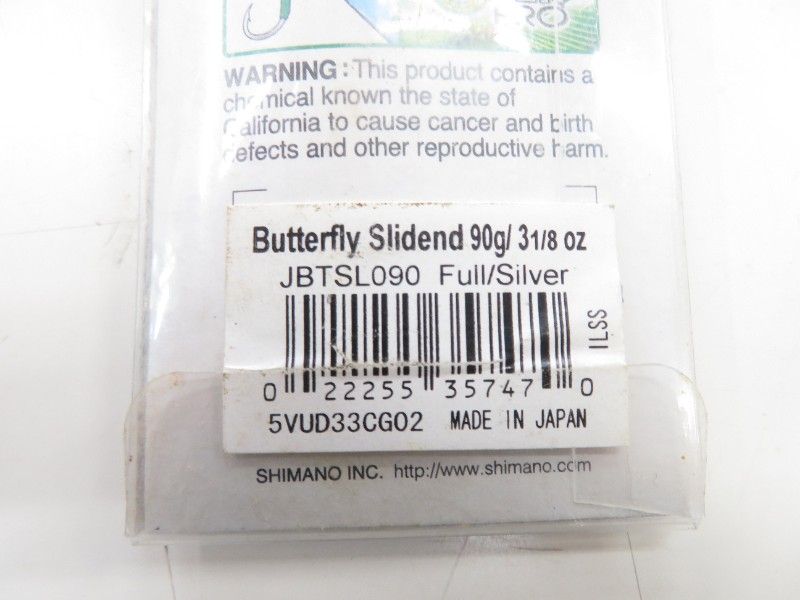 WARNING: This product contains a
chemical known the state of
California to cause cancer and birth
defects and other reproductive harm.
Butterfly Slidend 90g/ 3 1/8 oz
JBTSL090 Full/Silver
ILSS
0 22255 35747 0
5VUD33CG02 MADE IN JAPAN
SHIMANO INC. http://www.shimano.com